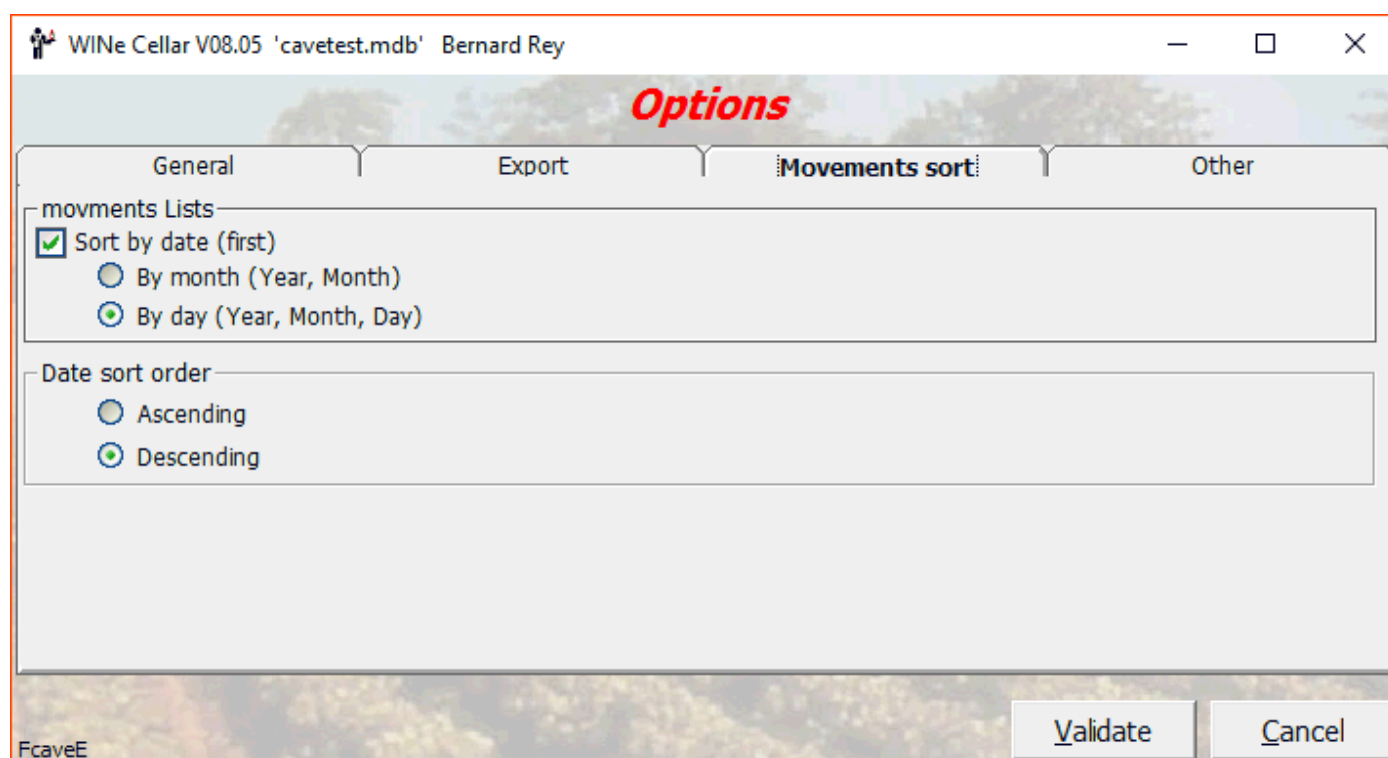 WINe Cellar V08.05 'cavetest.mdb' Bernard Rey
Options
General Export Movements sort Other
movments Lists
Sort by date (first)
By month (Year, Month)
By day (Year, Month, Day)
Date sort order
Ascending
Descending
Validate Cancel
FcaveE